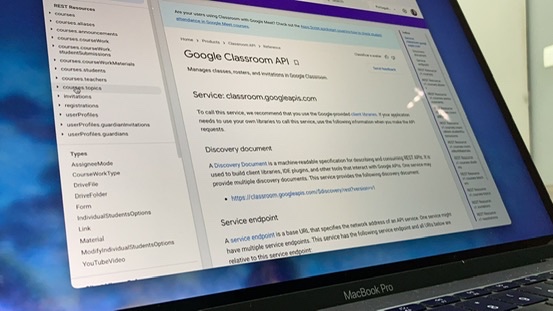 REST Resources
courses
courses.aliases
courses.announcements
courses.courseWork
courses.courseWork.
studentSubmissions
courses.courseWorkMaterials
courses.students
courses.teachers
courses.topics
invitations
registrations
userProfiles
userProfiles.guardianInvitations
userProfiles.guardians
Types
AssigneeMode
CourseWorkType
DriveFile
DriveFolder
Form
IndividualStudentsOptions
Link
Material
ModifyIndividualStudentsOptions
YouTubeVideo
Are your users using Classroom with Google Meet? Check out the
attendance in Google Meet courses
Home > Products > Classroom API > Reference
Google Classroom API
Send feedback
Manages classes, rosters, and invitations in Google Classroom.
Service: classroom.googleapis.com
To call this service, we recommend that you use the Google-provided client libraries. If your application
needs to use your own libraries to call this service, use the following information when you make the API
requests.
Discovery document
A Discovery Document is a machine-readable specification for describing and consuming REST APIs. It is
used to build client libraries, IDE plugins, and other tools that interact with Google APIs. One service may
provide multiple discovery documents. This service provides the following discovery document:
https://classroom.googleapis.com/$discovery/rest?version=v1
Service endpoint
A service endpoint is a base URL that specifies the network address of an API service. One service might
have multiple service endpoints. This service has the following service endpoint and all URIs below are
relative to this service endpoint:
MacBook Pro